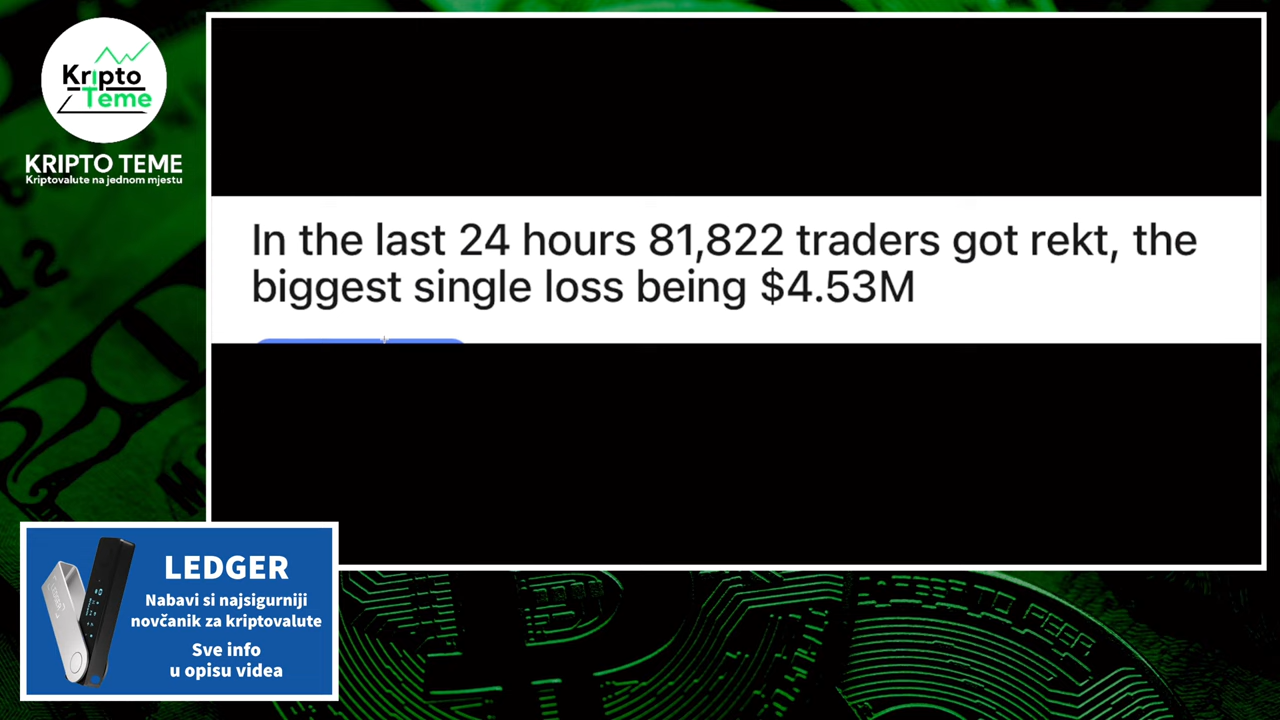 Kripto
Teme
KRIPTO TEME
Kriptovalute na jednom mjestu
In the last 24 hours 81,822 traders got rekt, the
biggest single loss being $4.53M
LEDGER
Nabavi si najsigurniji
novčanik za kriptovalute
Sve info
u opisu videa